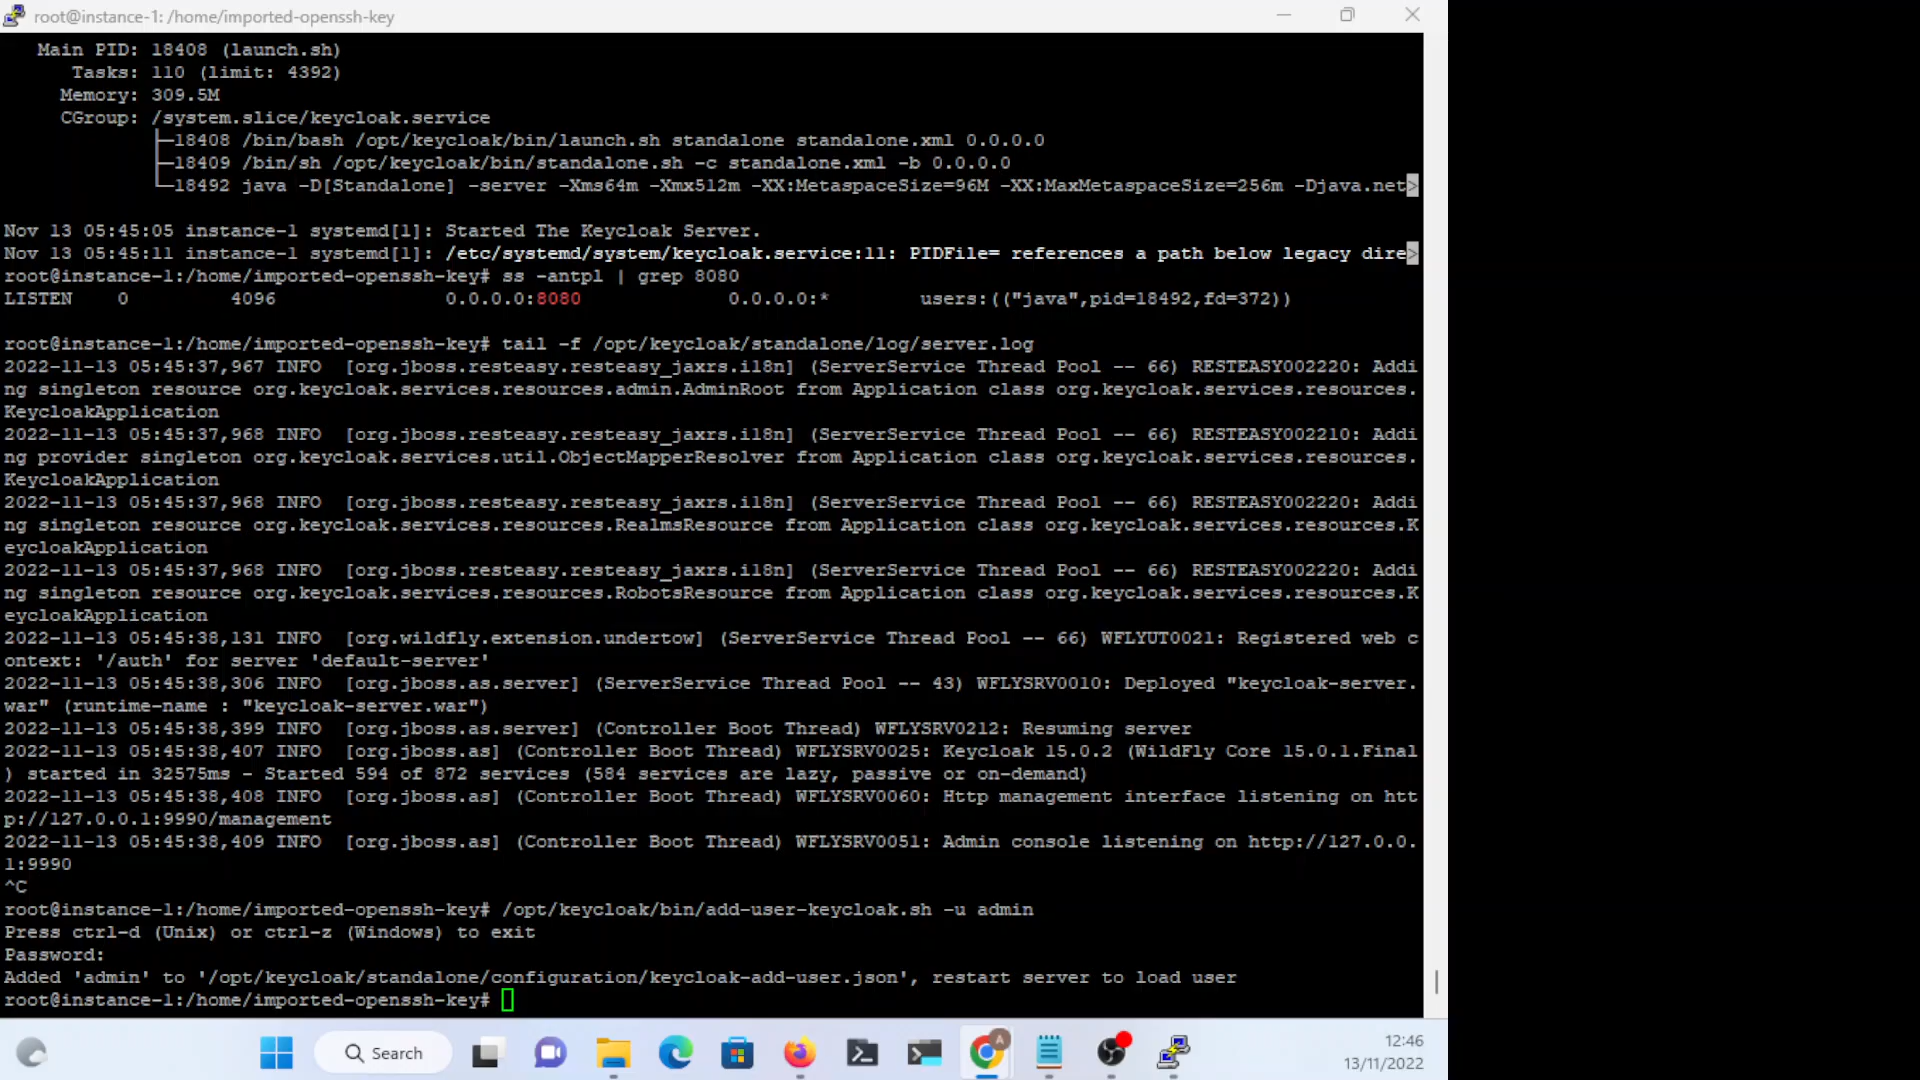 root@instance-1: /home/imported-openssh-key
Main PID: 18408 (launch.sh)
Tasks: 110 (limit: 4392)
Memory: 309.5M
CGroup: /system.slice/keycloak.service
├─18408 /bin/bash /opt/keycloak/bin/launch.sh standalone standalone.xml 0.0.0.0
├─18409 /bin/sh /opt/keycloak/bin/standalone.sh -c standalone.xml -b 0.0.0.0
└─18492 java -D[Standalone] -server -Xms64m -Xmx512m -XX:MetaspaceSize=96M -XX:MaxMetaspaceSize=256m -Djava.net>
Nov 13 05:45:05 instance-1 systemd[1]: Started The Keycloak Server.
Nov 13 05:45:11 instance-1 systemd[1]: /etc/systemd/system/keycloak.service:11: PIDFile= references a path below legacy dire>
root@instance-1:/home/imported-openssh-key# ss -antpl | grep 8080
LISTEN 0 4096 0.0.0.0:8080 0.0.0.0:* users:(("java",pid=18492,fd=372))
root@instance-1:/home/imported-openssh-key# tail -f /opt/keycloak/standalone/log/server.log
2022-11-13 05:45:37,967 INFO [org.jboss.resteasy.resteasy_jaxrs.i18n] (ServerService Thread Pool -- 66) RESTEASY002220: Addi
ng singleton resource org.keycloak.services.resources.admin.AdminRoot from Application class org.keycloak.services.resources.
KeycloakApplication
2022-11-13 05:45:37,968 INFO [org.jboss.resteasy.resteasy_jaxrs.i18n] (ServerService Thread Pool -- 66) RESTEASY002210: Addi
ng provider singleton org.keycloak.services.util.ObjectMapperResolver from Application class org.keycloak.services.resources.
KeycloakApplication
2022-11-13 05:45:37,968 INFO [org.jboss.resteasy.resteasy_jaxrs.i18n] (ServerService Thread Pool -- 66) RESTEASY002220: Addi
ng singleton resource org.keycloak.services.resources.RealmsResource from Application class org.keycloak.services.resources.K
eycloakApplication
2022-11-13 05:45:37,968 INFO [org.jboss.resteasy.resteasy_jaxrs.i18n] (ServerService Thread Pool -- 66) RESTEASY002220: Addi
ng singleton resource org.keycloak.services.resources.RobotsResource from Application class org.keycloak.services.resources.K
eycloakApplication
2022-11-13 05:45:38,131 INFO [org.wildfly.extension.undertow] (ServerService Thread Pool -- 66) WFLYUT0021: Registered web c
ontext: '/auth' for server 'default-server'
2022-11-13 05:45:38,306 INFO [org.jboss.as.server] (ServerService Thread Pool -- 43) WFLYSRV0010: Deployed "keycloak-server.
war" (runtime-name : "keycloak-server.war")
2022-11-13 05:45:38,399 INFO [org.jboss.as.server] (Controller Boot Thread) WFLYSRV0212: Resuming server
2022-11-13 05:45:38,407 INFO [org.jboss.as] (Controller Boot Thread) WFLYSRV0025: Keycloak 15.0.2 (WildFly Core 15.0.1.Final
) started in 32575ms - Started 594 of 872 services (584 services are lazy, passive or on-demand)
2022-11-13 05:45:38,408 INFO [org.jboss.as] (Controller Boot Thread) WFLYSRV0060: Http management interface listening on htt
p://127.0.0.1:9990/management
2022-11-13 05:45:38,409 INFO [org.jboss.as] (Controller Boot Thread) WFLYSRV0051: Admin console listening on http://127.0.0.
1:9990
^C
root@instance-1:/home/imported-openssh-key# /opt/keycloak/bin/add-user-keycloak.sh -u admin
Press ctrl-d (Unix) or ctrl-z (Windows) to exit
Password:
Added 'admin' to '/opt/keycloak/standalone/configuration/keycloak-add-user.json', restart server to load user
root@instance-1:/home/imported-openssh-key#
Search
A
12:46
13/11/2022